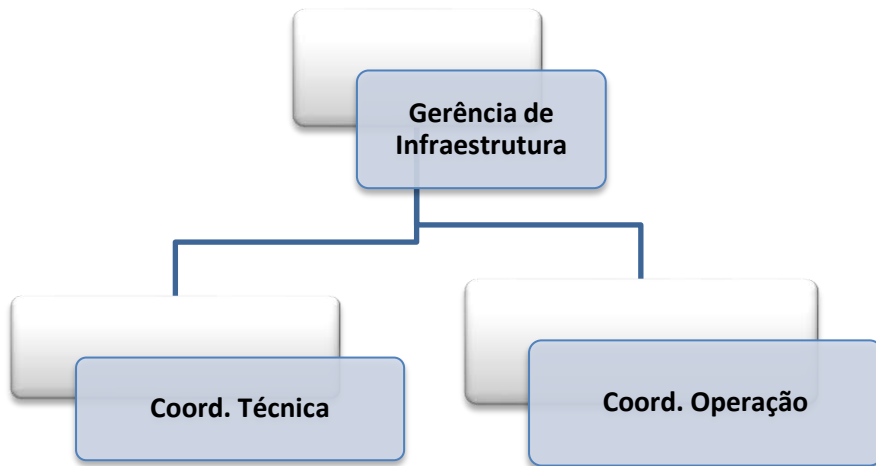 Gerência de
Infraestrutura
Coord. Técnica
Coord. Operação